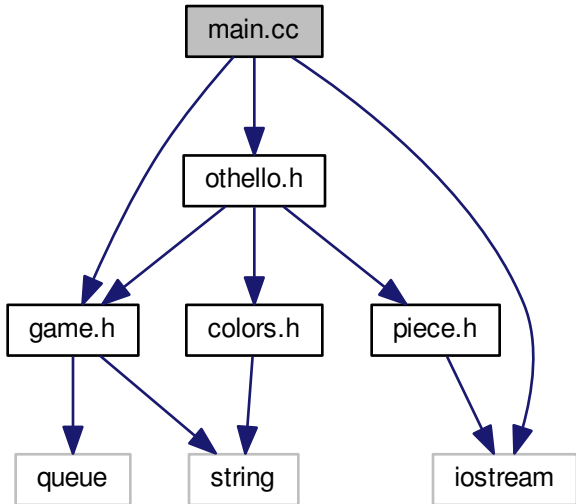 main.cc
othello.h
game.h
colors.h
piece.h
queue
string
iostream